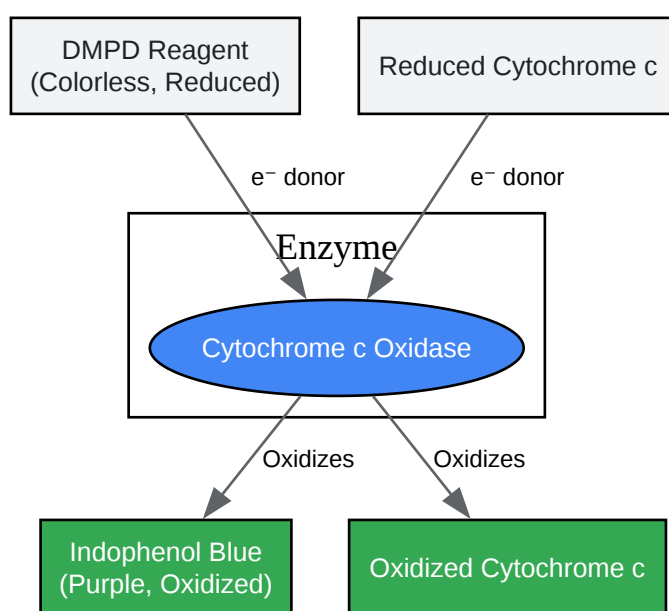 DMPD Reagent
(Colorless, Reduced)
Reduced Cytochrome c
e⁻ donor
e⁻ donor
Enzyme
Cytochrome c Oxidase
Oxidizes
Oxidizes
Indophenol Blue
(Purple, Oxidized)
Oxidized Cytochrome c